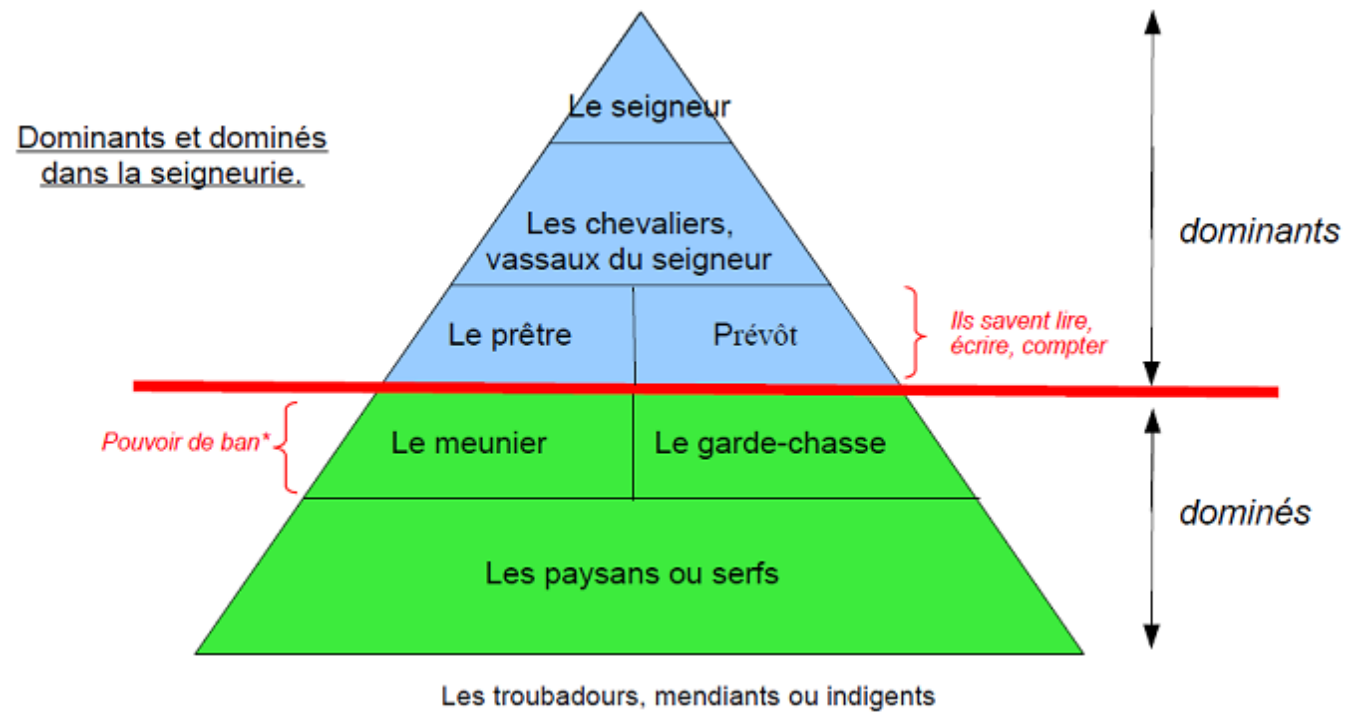 Dominants et dominés
dans la seigneurie.
Le seigneur
Les chevaliers,
vassaux du seigneur
dominants
Le prêtre
Prévôt
Ils savent lire,
écrire, compter
Pouvoir de ban*
Le meunier
Le garde-chasse
dominés
Les paysans ou serfs
Les troubadours, mendiants ou indigents